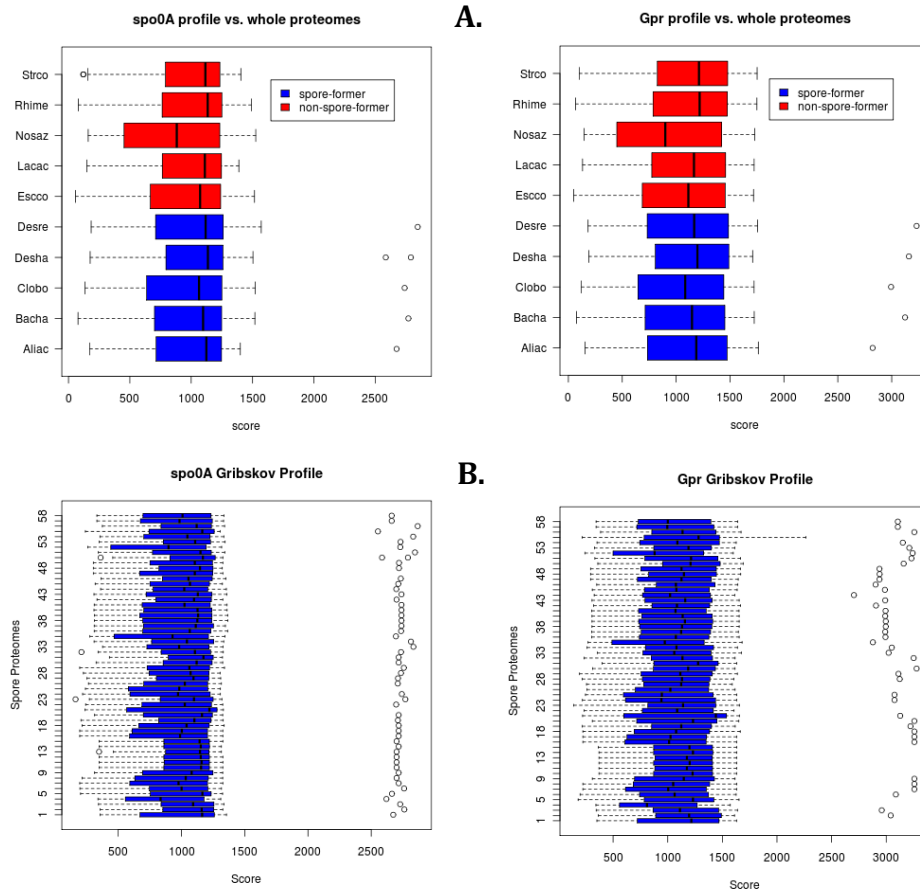 A.
spo0A profile vs. whole proteomes
Strco
Rhime
Nosaz
Lacac
Escco
Desre
Desha
Clobo
Bacha
Aliac
spore-former
non-spore-former
0 500 1000 1500 2000 2500
score
Gpr profile vs. whole proteomes
Strco
Rhime
Nosaz
Lacac
Escco
Desre
Desha
Clobo
Bacha
Aliac
spore-former
non-spore-former
0 500 1000 1500 2000 2500 3000
score
B.
spo0A Gribskov Profile
Spore Proteomes
58
53
48
43
38
33
28
23
18
13
9
5
1
500 1000 1500 2000 2500
Score
Gpr Gribskov Profile
Spore Proteomes
58
53
48
43
38
33
28
23
18
13
9
5
1
500 1000 1500 2000 2500 3000
Score